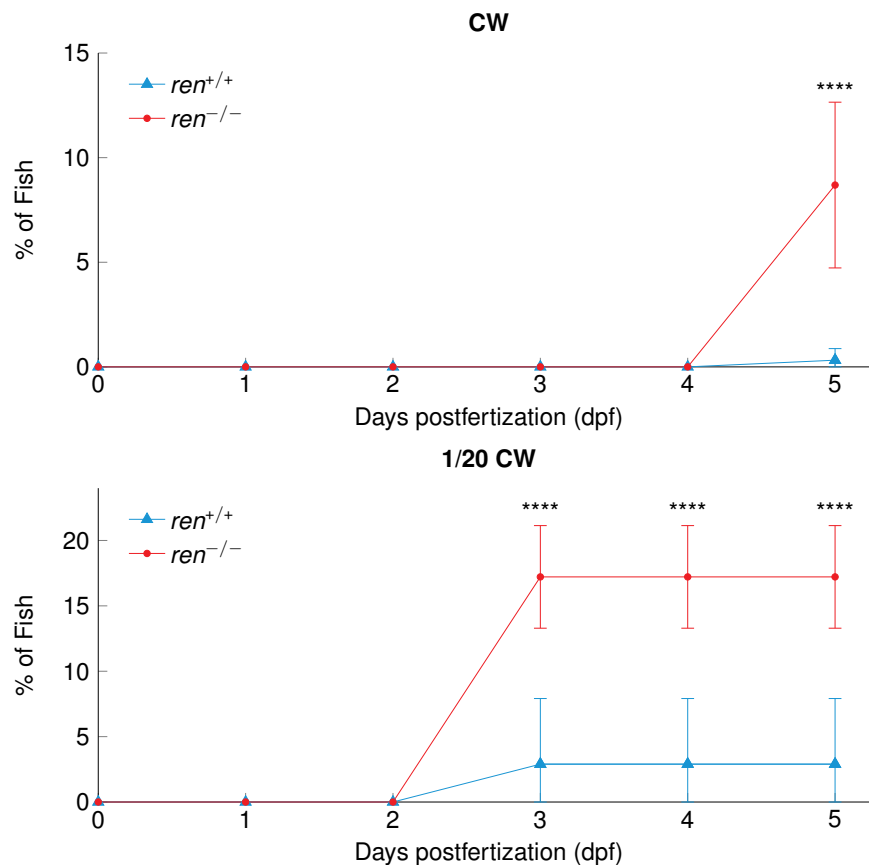 CW
15
ren+/+
ren−/−
****
10
% of Fish
5
0
0 1 2 3 4 5
Days postfertization (dpf)
1/20 CW
ren+/+
ren−/−
**** **** ****
20
15
% of Fish
10
5
0
0 1 2 3 4 5
Days postfertization (dpf)